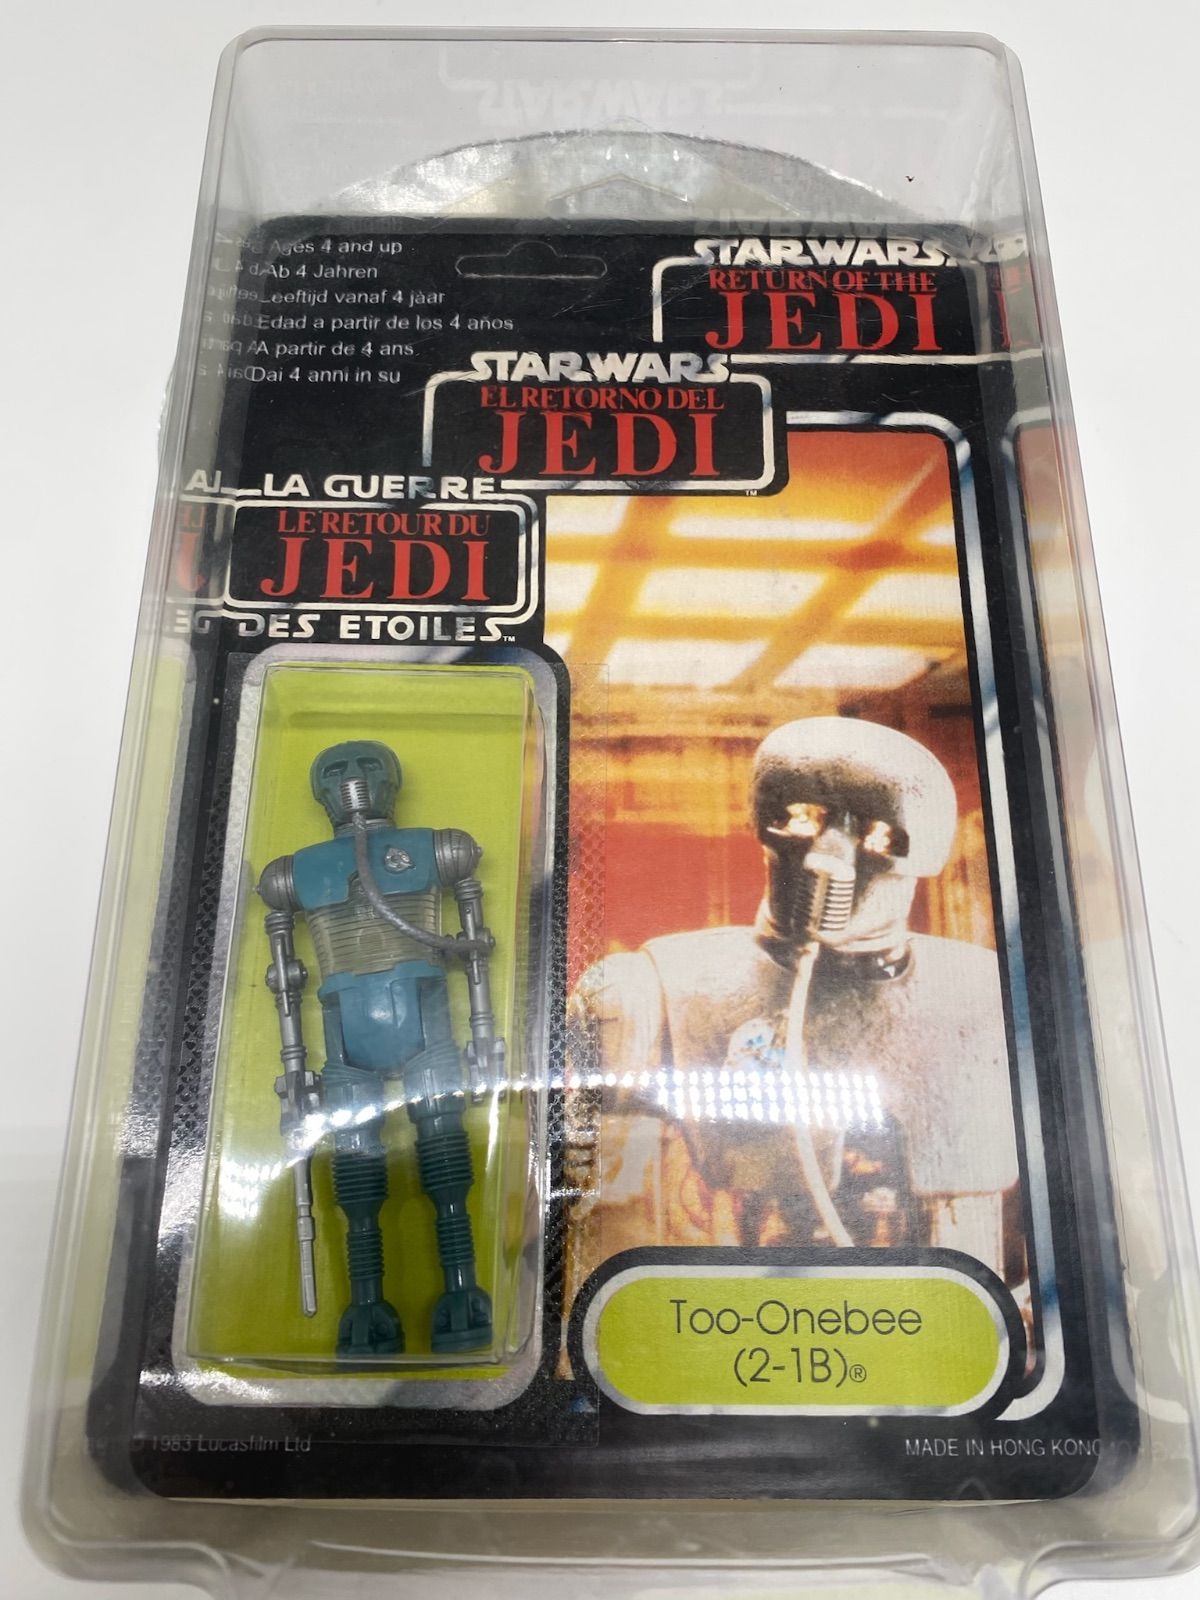 Ages 4 and up
Ab 4 Jahren
Leeftijd vanaf 4 jaar
Edad a partir de los 4 años
A partir de 4 ans
Dai 4 anni in su
STAR WARS
RETURN OF THE
JEDI
STAR WARS
EL RETORNO DEL
JEDI
TM
LA GUERRE
LE RETOUR DU
JEDI
DES ETOILES TM
Too-Onebee
(2-1B)®
1983 Lucasfilm Ltd
MADE IN HONG KONG